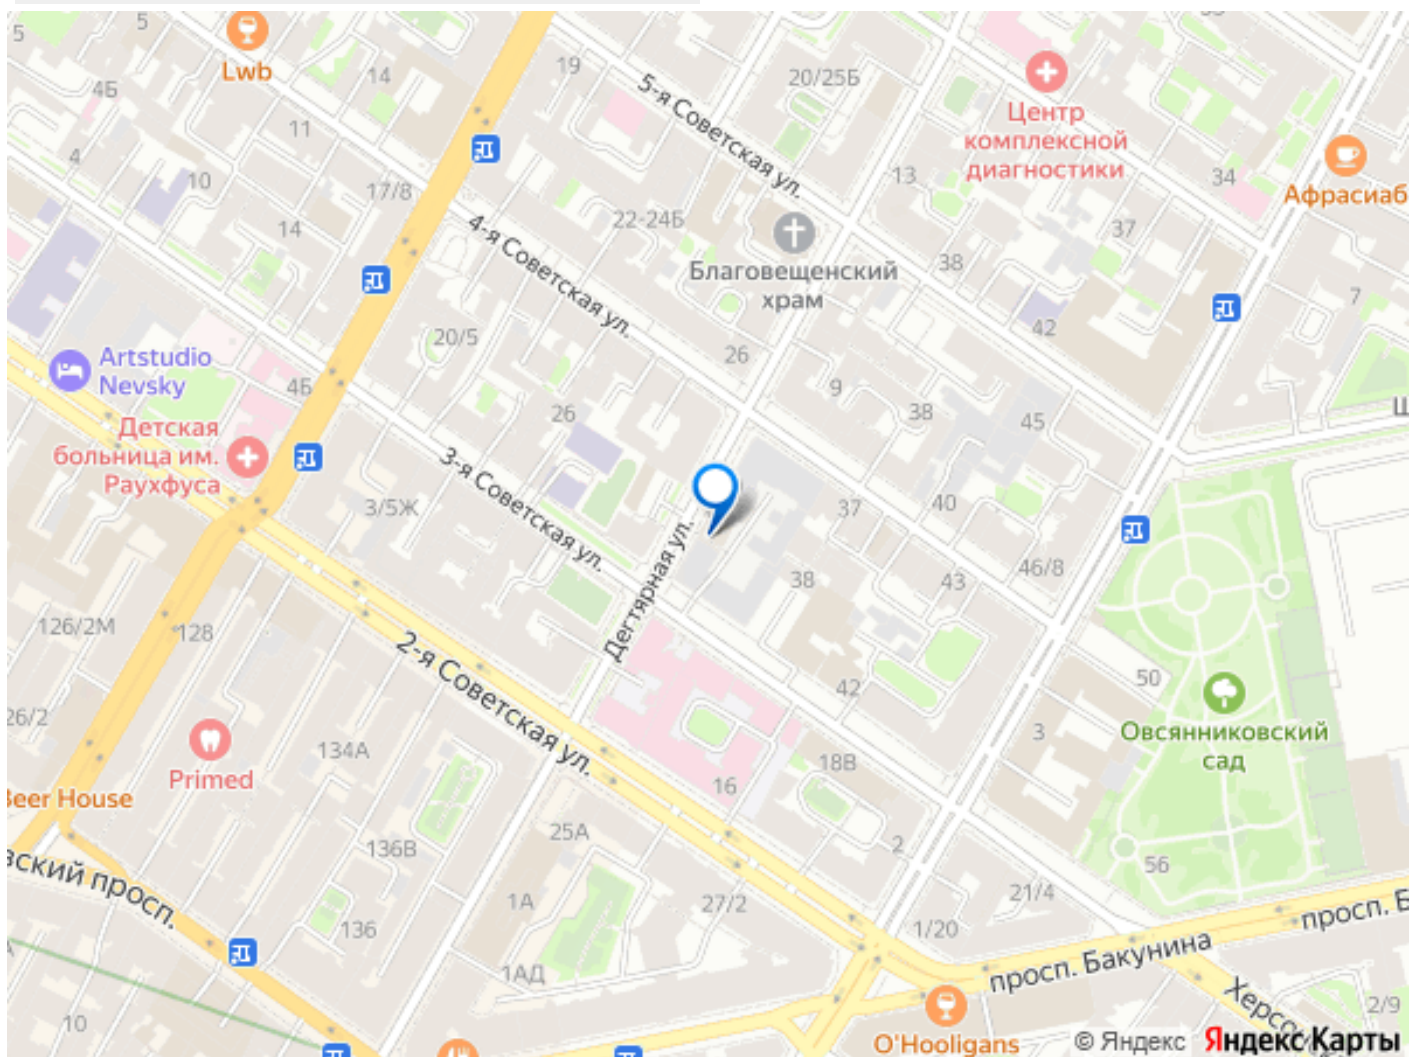 5
5
Lwb
14
19
20/25Б
5-я Советская ул.
Центр
комплексной
диагностики
4Б
11
4
10
17/8
13
34
Афрасиаб
14
22-24Б
4-я Советская ул.
Благовещенский
храм
38
37
7
42
20/5
26
Artstudio
Nevsky
4Б
9
38
45
26
Детская
больница им.
Раухфуса
3-я Советская ул.
3/5Ж
37
40
Дегтярная ул.
38
43
46/8
126/2М
128
2-я Советская ул.
42
50
26/2
3
Овсянниковский
сад
134А
Primed
16
18В
Beer House
25А
136В
2
56
21/4
вский просп.
1А
27/2
136
1/20
просп. Б
просп. Бакунина
1АД
10
2/9
O'Hooligans
© Яндекс Яндекс Карты